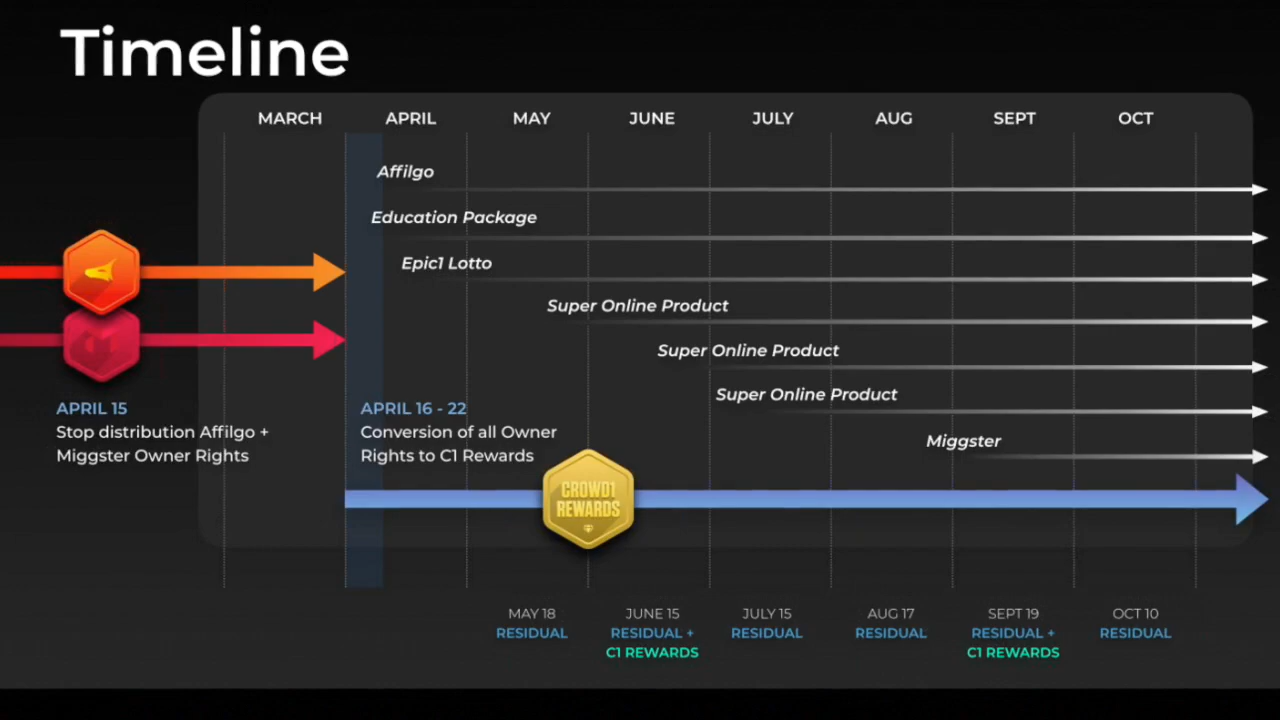 Timeline
MARCH
APRIL
MAY
JUNE
JULY
AUG
SEPT
OCT
Affilgo
Education Package
Epic1 Lotto
Super Online Product
Super Online Product
Super Online Product
Miggster
APRIL 15
Stop distribution Affilgo +
Miggster Owner Rights
APRIL 16 - 22
Conversion of all Owner
Rights to C1 Rewards
CROWD1
REWARDS
MAY 18
RESIDUAL
JUNE 15
RESIDUAL +
C1 REWARDS
JULY 15
RESIDUAL
AUG 17
RESIDUAL
SEPT 19
RESIDUAL +
C1 REWARDS
OCT 10
RESIDUAL